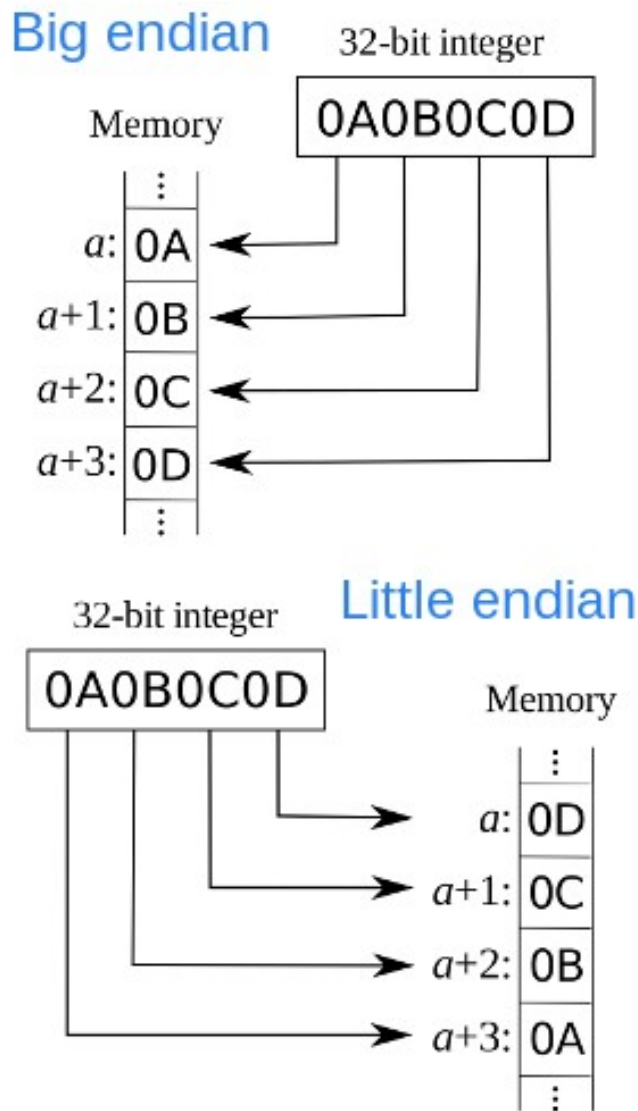 Big endian
32-bit integer
0A0B0C0D
Memory
⋮
a: 0A
a+1: 0B
a+2: 0C
a+3: 0D
⋮
Little endian
32-bit integer
0A0B0C0D
Memory
⋮
a: 0D
a+1: 0C
a+2: 0B
a+3: 0A
⋮